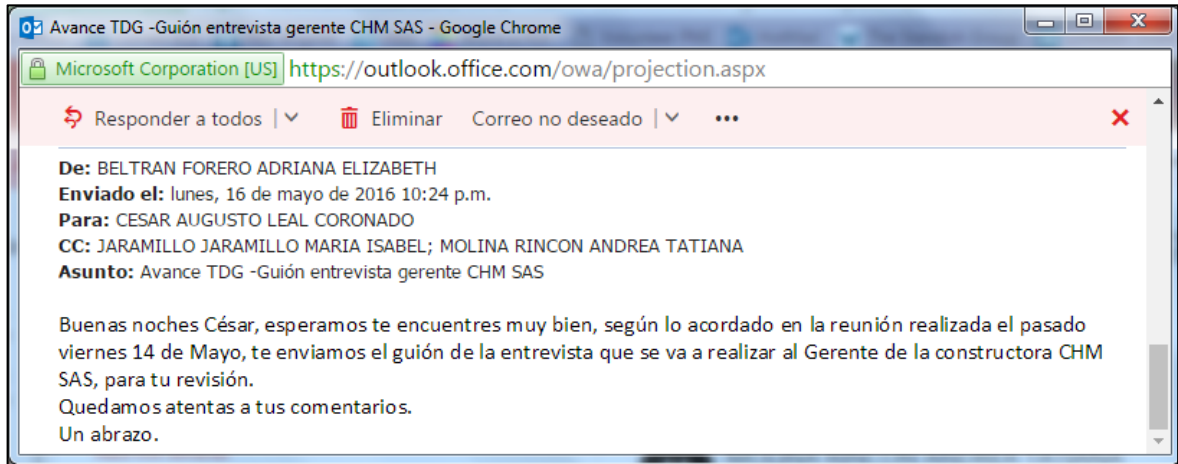 Avance TDG -Guión entrevista gerente CHM SAS - Google Chrome
Microsoft Corporation [US] https://outlook.office.com/owa/projection.aspx
Responder a todos | Eliminar Correo no deseado | •••
De: BELTRAN FORERO ADRIANA ELIZABETH
Enviado el: lunes, 16 de mayo de 2016 10:24 p.m.
Para: CESAR AUGUSTO LEAL CORONADO
CC: JARAMILLO JARAMILLO MARIA ISABEL; MOLINA RINCON ANDREA TATIANA
Asunto: Avance TDG -Guión entrevista gerente CHM SAS
Buenas noches César, esperamos te encuentres muy bien, según lo acordado en la reunión realizada el pasado
viernes 14 de Mayo, te enviamos el guión de la entrevista que se va a realizar al Gerente de la constructora CHM
SAS, para tu revisión.
Quedamos atentas a tus comentarios.
Un abrazo.